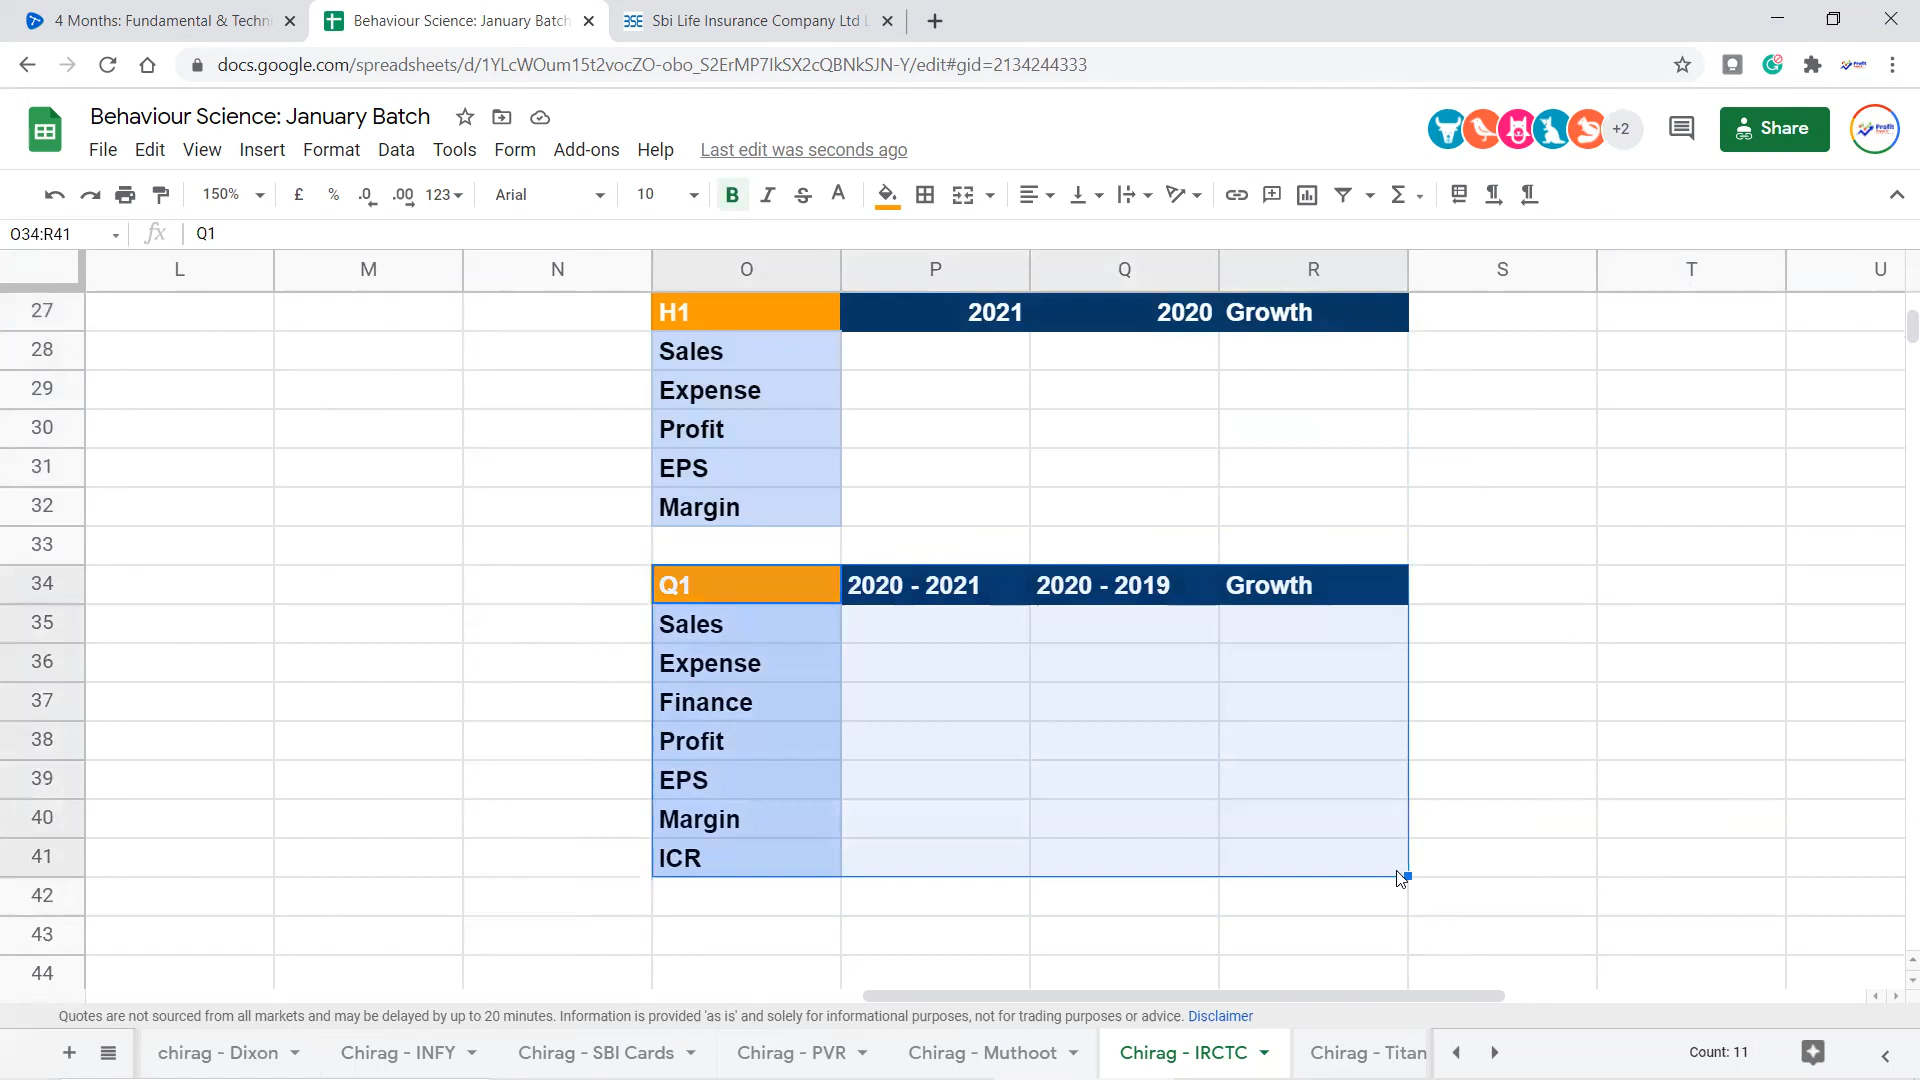 4 Months: Fundamental & Techni
Behaviour Science: January Batch
BSE Sbi Life Insurance Company Ltd L
docs.google.com/spreadsheets/d/1YLcWOum15t2vocZO-obo_S2ErMP7IkSX2cQBNkSJN-Y/edit#gid=2134244333
Behaviour Science: January Batch
+2
Share
File Edit View Insert Format Data Tools Form Add-ons Help Last edit was seconds ago
150% £ % .0 .00 123 Arial 10 B I S A
O34:R41 fx Q1
L M N O P Q R S T U
27 H1 2021 2020 Growth
28 Sales
29 Expense
30 Profit
31 EPS
32 Margin
33
34 Q1 2020 - 2021 2020 - 2019 Growth
35 Sales
36 Expense
37 Finance
38 Profit
39 EPS
40 Margin
41 ICR
42
43
44
Quotes are not sourced from all markets and may be delayed by up to 20 minutes. Information is provided 'as is' and solely for informational purposes, not for trading purposes or advice. Disclaimer
chirag - Dixon Chirag - INFY Chirag - SBI Cards Chirag - PVR Chirag - Muthoot Chirag - IRCTC Chirag - Titan Count: 11